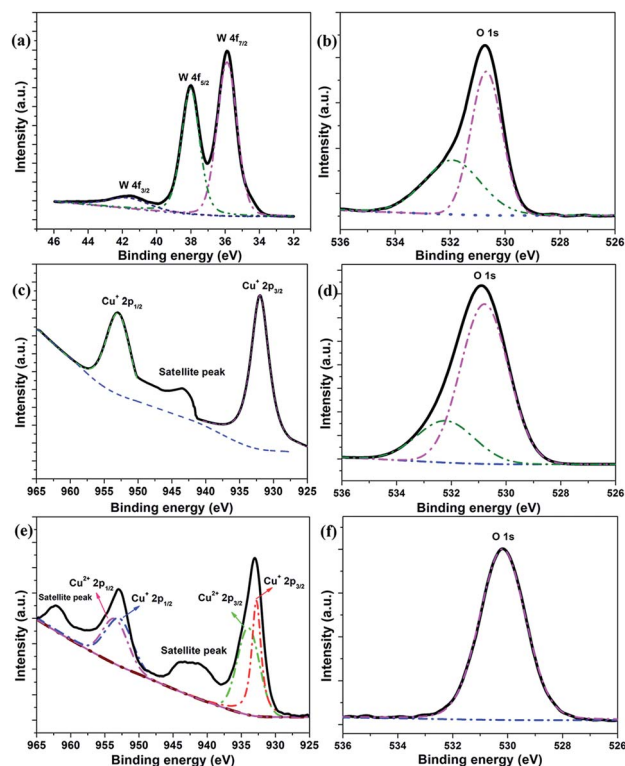 (a)
W 4f7/2
W 4f5/2
W 4f3/2
Intensity (a.u.)
46 44 42 40 38 36 34 32
Binding energy (eV)
(b)
O 1s
Intensity (a.u.)
536 534 532 530 528 526
Binding energy (eV)
(c)
Cu+ 2p3/2
Cu+ 2p1/2
Satellite peak
Intensity (a.u.)
965 960 955 950 945 940 935 930 925
Binding energy (eV)
(d)
O 1s
Intensity (a.u.)
536 534 532 530 528 526
Binding energy (eV)
(e)
Cu2+ 2p1/2
Cu+ 2p1/2
Satellite peak
Cu2+ 2p3/2
Cu+ 2p3/2
Satellite peak
Intensity (a.u.)
965 960 955 950 945 940 935 930 925
Binding energy (eV)
(f)
O 1s
Intensity (a.u.)
536 534 532 530 528 526
Binding energy (eV)